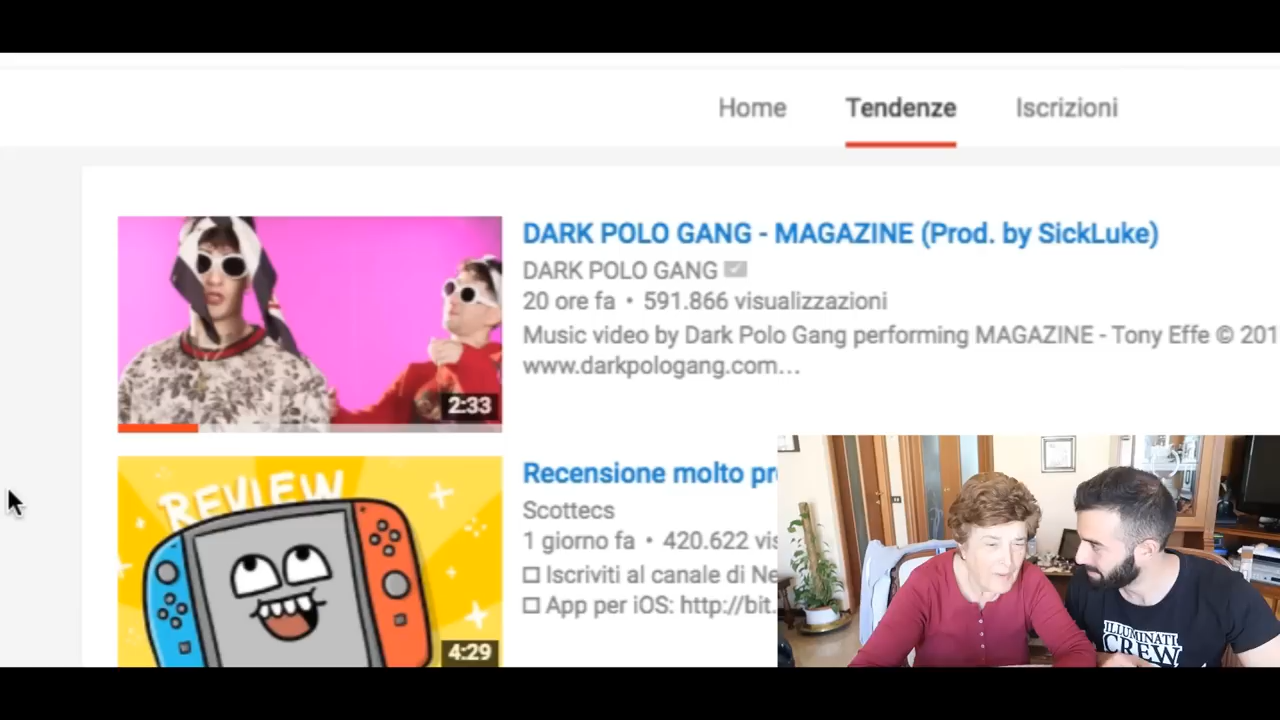 Home Tendenze Iscrizioni
DARK POLO GANG - MAGAZINE (Prod. by SickLuke)
DARK POLO GANG
20 ore fa • 591.866 visualizzazioni
Music video by Dark Polo Gang performing MAGAZINE - Tony Effe © 201
www.darkpologang.com...
2:33
REVIEW
4:29
Recensione molto pr
Scottecs
1 giorno fa • 420.622 vis
□ Iscriviti al canale di Ne
□ App per iOS: http://bit.
ILLUMINATI
CREW